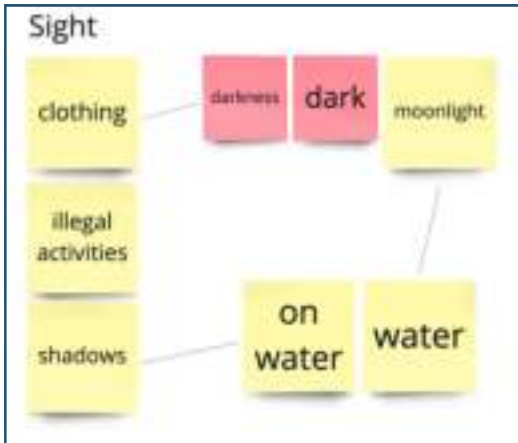 Sight
clothing
darkness
dark
moonlight
illegal
activities
shadows
on
water
water